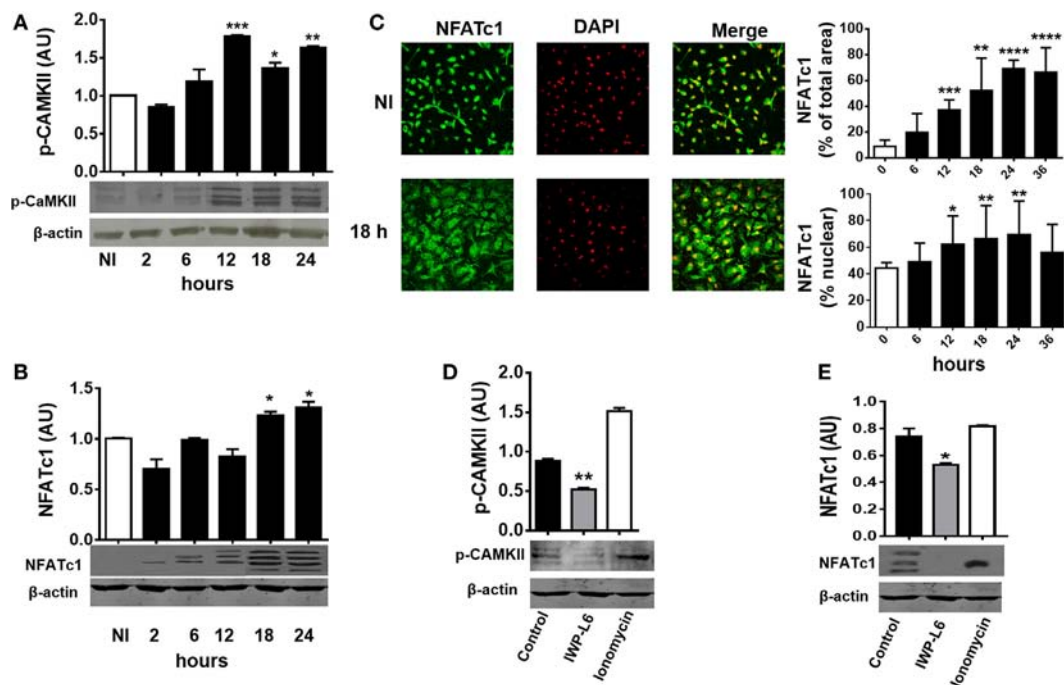 A
p-CAMKII (AU)
2.0
1.5
1.0
0.5
0.0
***
*
**
p-CaMKII
β-actin
NI 2 6 12 18 24
hours
B
NFATc1 (AU)
1.5
1.0
0.5
0.0
*
*
NFATc1
β-actin
NI 2 6 12 18 24
hours
C
NFATc1 DAPI Merge
NI
18 h
NFATc1
(% of total area)
100
80
60
40
20
0
***
**
****
****
0 6 12 18 24 36
NFATc1
(% nuclear)
100
80
60
40
20
0
*
**
**
0 6 12 18 24 36
hours
D
p-CAMKII (AU)
2.0
1.5
1.0
0.5
0.0
**
p-CAMKII
β-actin
Control IWP-L6 Ionomycin
E
NFATc1 (AU)
1.0
0.8
0.6
0.4
0.2
0.0
*
NFATc1
β-actin
Control IWP-L6 Ionomycin